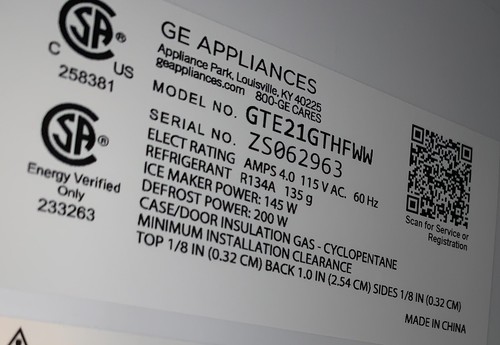 SA®
C US
258381
SA®
Energy Verified
Only
233263
GE APPLIANCES
Appliance Park, Louisville, KY 40225
geappliances.com 800-GE CARES
MODEL NO. GTE21GTHFWW
SERIAL NO. ZS062963
ELECT RATING AMPS 4.0 115 V AC. 60 Hz
REFRIGERANT R134A 135 g
ICE MAKER POWER: 145 W
DEFROST POWER: 200 W
CASE/DOOR INSULATION GAS - CYCLOPENTANE
MINIMUM INSTALLATION CLEARANCE
TOP 1/8 IN (0.32 CM) BACK 1.0 IN (2.54 CM) SIDES 1/8 IN (0.32 CM)
Scan for Service or
Registration
MADE IN CHINA